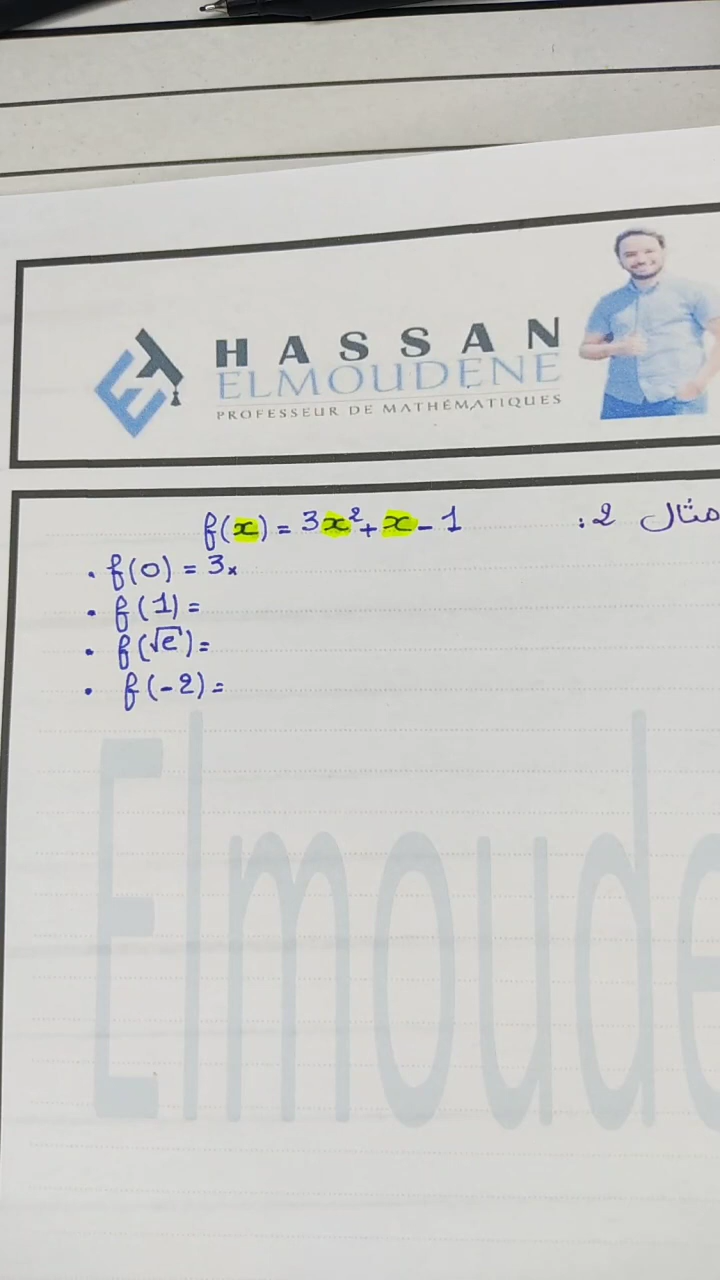 HASSAN
ELMOUDENE
PROFESSEUR DE MATHÉMATIQUES
مثال 2 :
f(x) = 3x² + x - 1
• f(0) = 3×
• f(1) =
• f(√e) =
• f(-2) =
Elmoude